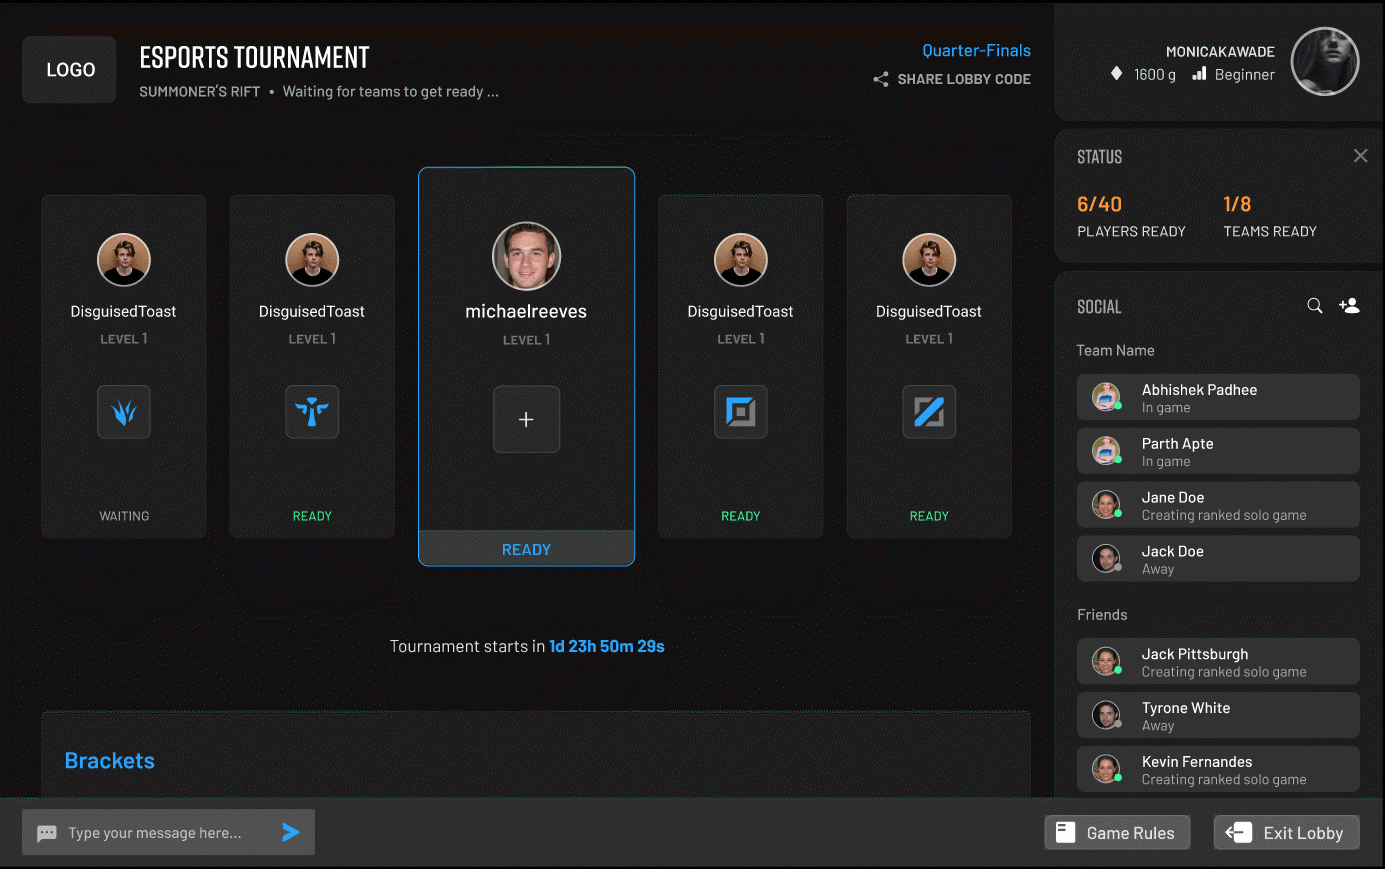 LOGO
ESPORTS TOURNAMENT
SUMMONER'S RIFT • Waiting for teams to get ready ...
Quarter-Finals
SHARE LOBBY CODE
MONICAKAWADE
1600 g Beginner
DisguisedToast
LEVEL 1
WAITING
DisguisedToast
LEVEL 1
READY
michaelreeves
LEVEL 1
+
READY
DisguisedToast
LEVEL 1
READY
DisguisedToast
LEVEL 1
READY
Tournament starts in 1d 23h 50m 29s
Brackets
STATUS
6/40
PLAYERS READY
1/8
TEAMS READY
SOCIAL
Team Name
Abhishek Padhee
In game
Parth Apte
In game
Jane Doe
Creating ranked solo game
Jack Doe
Away
Friends
Jack Pittsburgh
Creating ranked solo game
Tyrone White
Away
Kevin Fernandes
Creating ranked solo game
Type your message here...
Game Rules
Exit Lobby